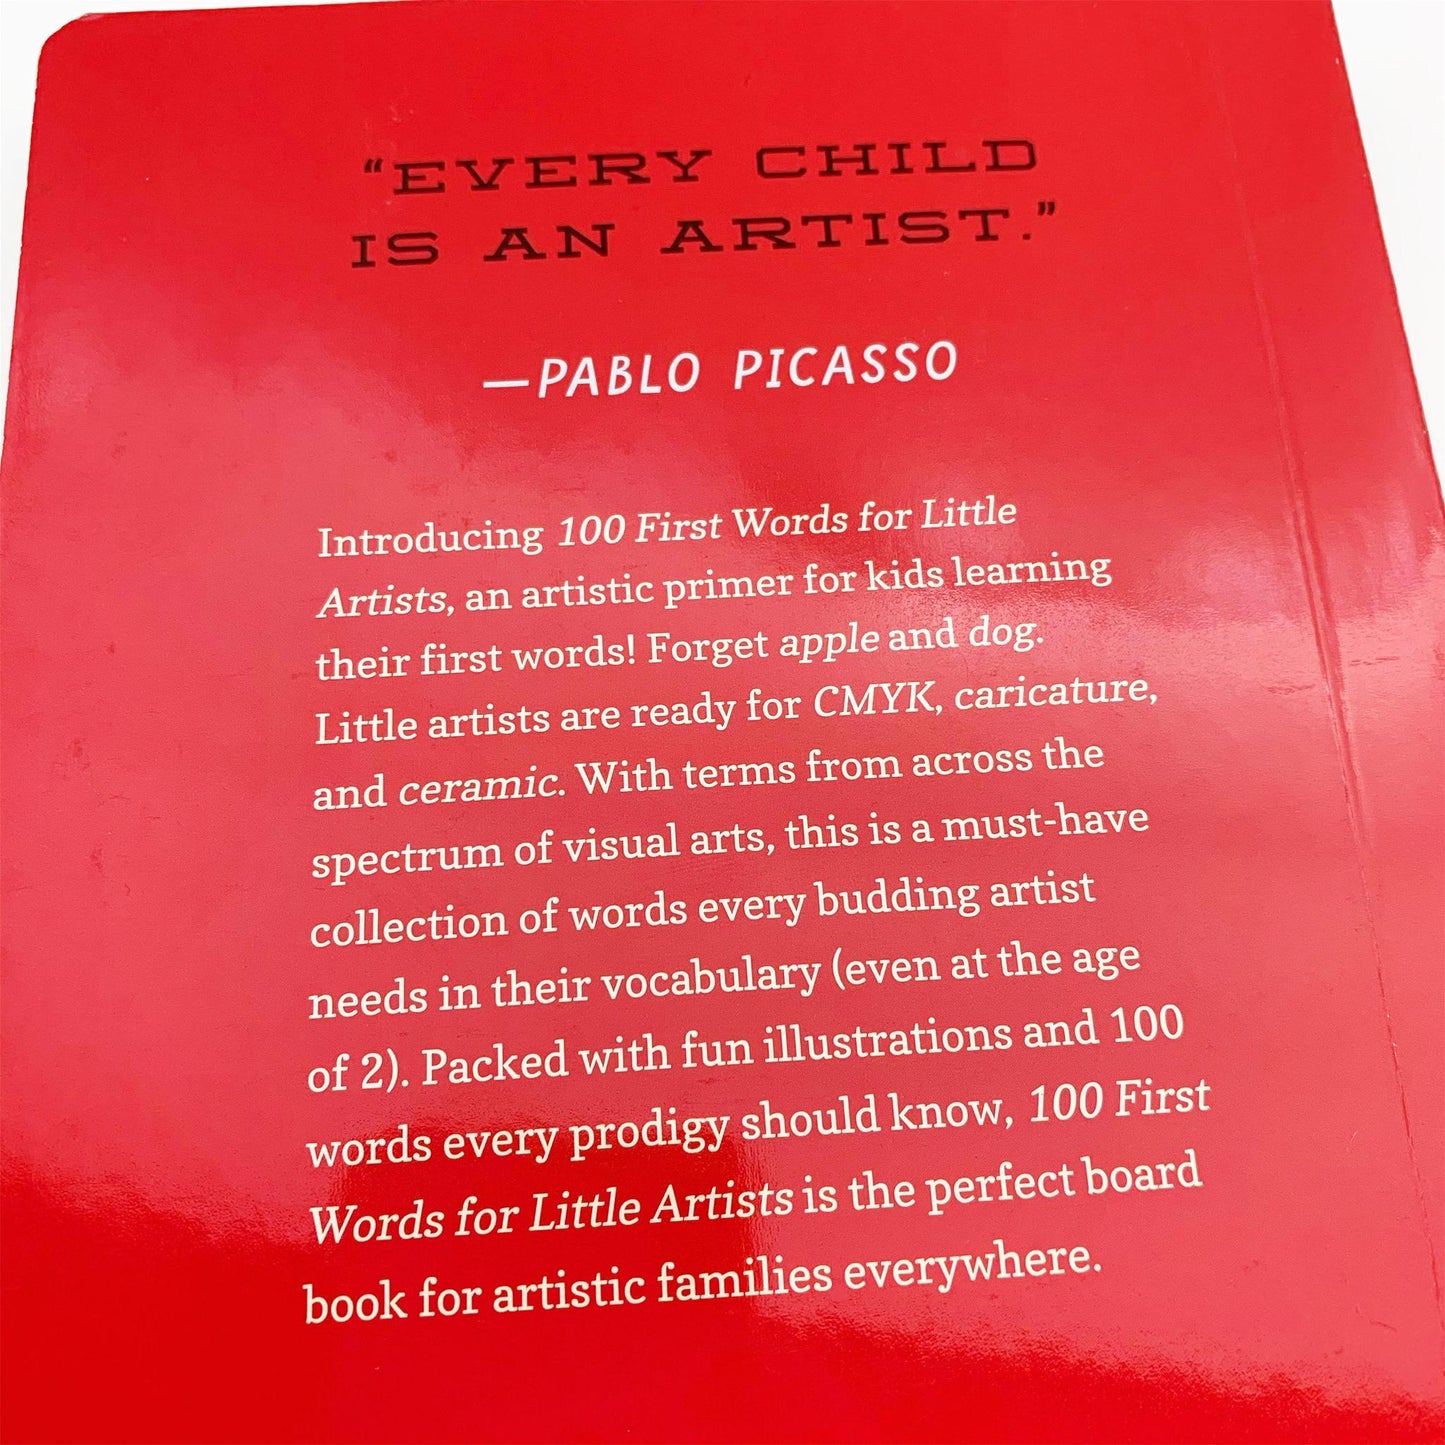 “EVERY CHILD
IS AN ARTIST.”
—PABLO PICASSO
Introducing 100 First Words for Little
Artists, an artistic primer for kids learning
their first words! Forget apple and dog.
Little artists are ready for CMYK, caricature,
and ceramic. With terms from across the
spectrum of visual arts, this is a must-have
collection of words every budding artist
needs in their vocabulary (even at the age
of 2). Packed with fun illustrations and 100
words every prodigy should know, 100 First
Words for Little Artists is the perfect board
book for artistic families everywhere.